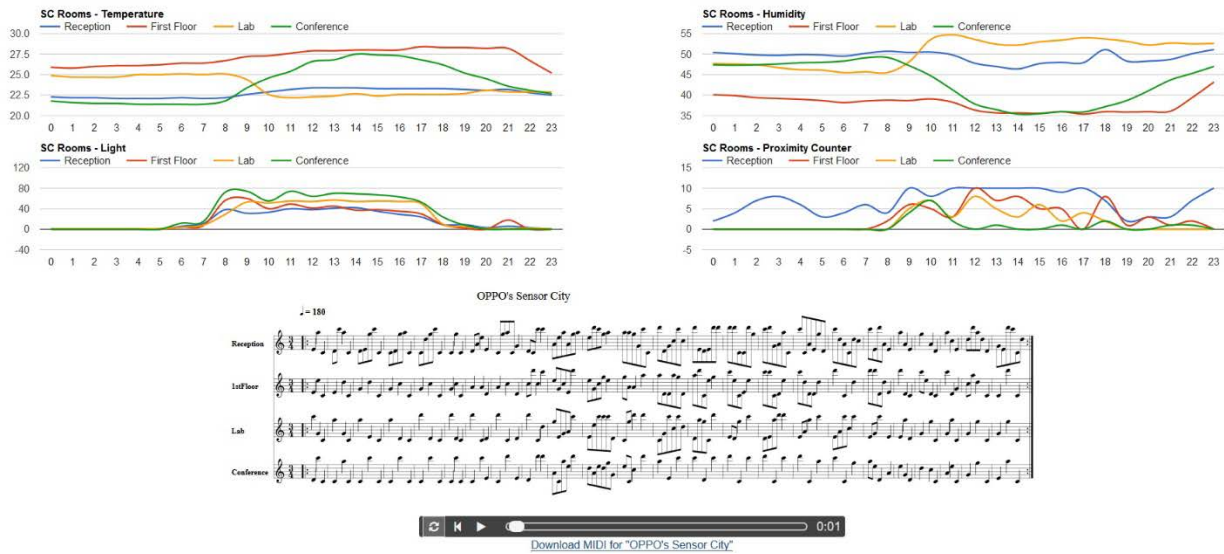 SC Rooms - Temperature
Reception First Floor Lab Conference
30.0
27.5
25.0
22.5
20.0
0 1 2 3 4 5 6 7 8 9 10 11 12 13 14 15 16 17 18 19 20 21 22 23
SC Rooms - Humidity
Reception First Floor Lab Conference
55
50
45
40
35
0 1 2 3 4 5 6 7 8 9 10 11 12 13 14 15 16 17 18 19 20 21 22 23
SC Rooms - Light
Reception First Floor Lab Conference
120
80
40
0
-40
0 1 2 3 4 5 6 7 8 9 10 11 12 13 14 15 16 17 18 19 20 21 22 23
SC Rooms - Proximity Counter
Reception First Floor Lab Conference
15
10
5
0
-5
0 1 2 3 4 5 6 7 8 9 10 11 12 13 14 15 16 17 18 19 20 21 22 23
OPPO's Sensor City
= 180
Reception
1stFloor
Lab
Conference
0:01
Download MIDI for "OPPO's Sensor City"